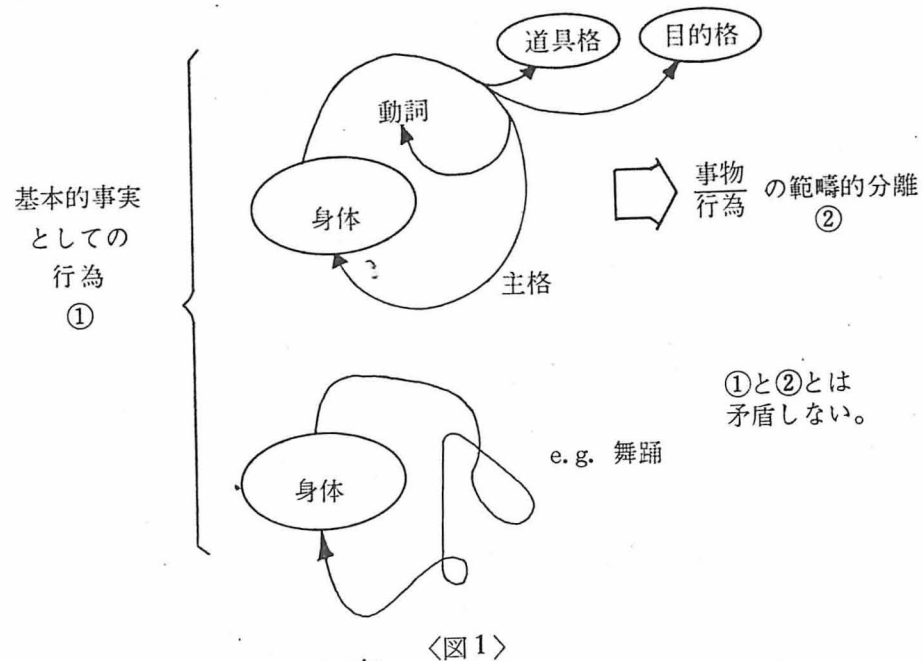 道具格
目的格
動詞
基本的事実
としての
行為
①
身体
主格
事物
行為
の範疇的分離
②
①と②とは
矛盾しない。
身体
e.g. 舞踊
〈図1〉